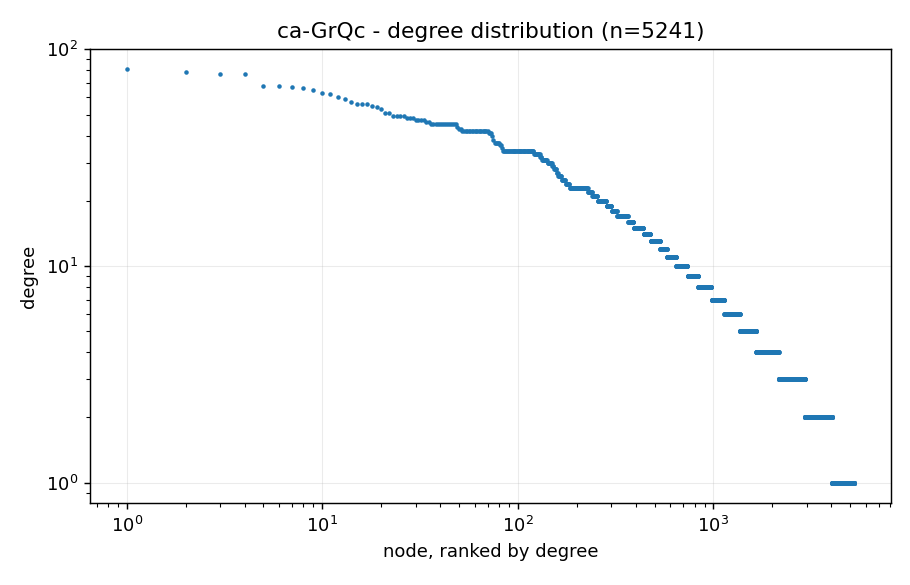 ca-GrQc - degree distribution (n=5241)
degree
10²
10¹
10⁰
10⁰ 10¹ 10² 10³
node, ranked by degree